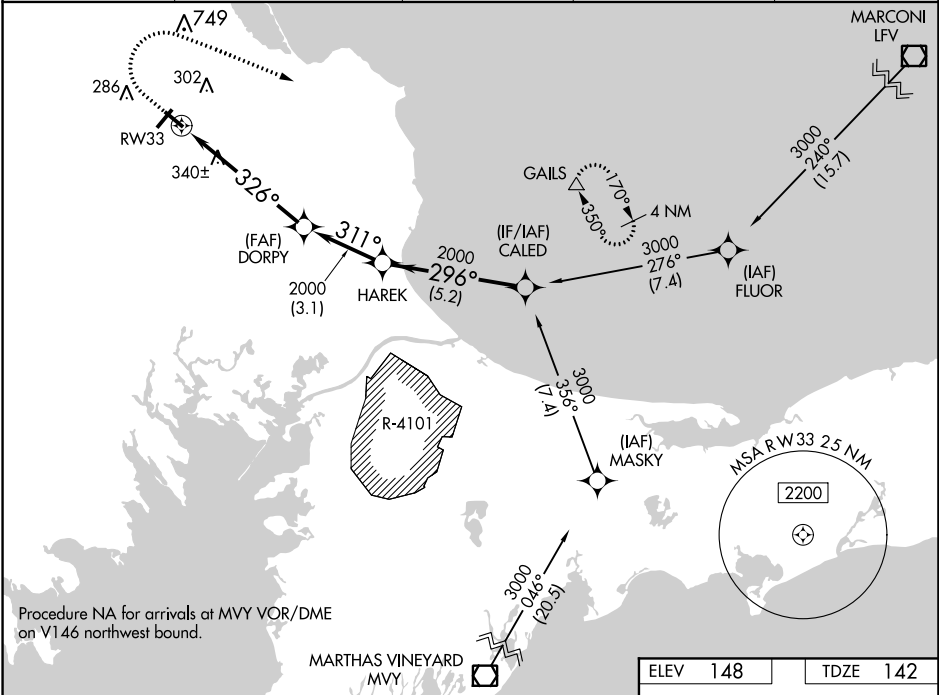 749
MARCONI
LFV
302
286
RW33
340±
326°
3000
240°
(15.7)
GAILS
170°
350°
4 NM
(FAF)
DORPY
311°
(IF/IAF)
CALED
3000
276°
(7.4)
(IAF)
FLUOR
2000
296°
(5.2)
2000
(3.1)
HAREK
3000
356°
(7.4)
R-4101
(IAF)
MASKY
MSA RW33 25 NM
2200
3000
046°
(20.5)
Procedure NA for arrivals at MVY VOR/DME
on V146 northwest bound.
MARTHAS VINEYARD
MVY
ELEV 148
TDZE 142